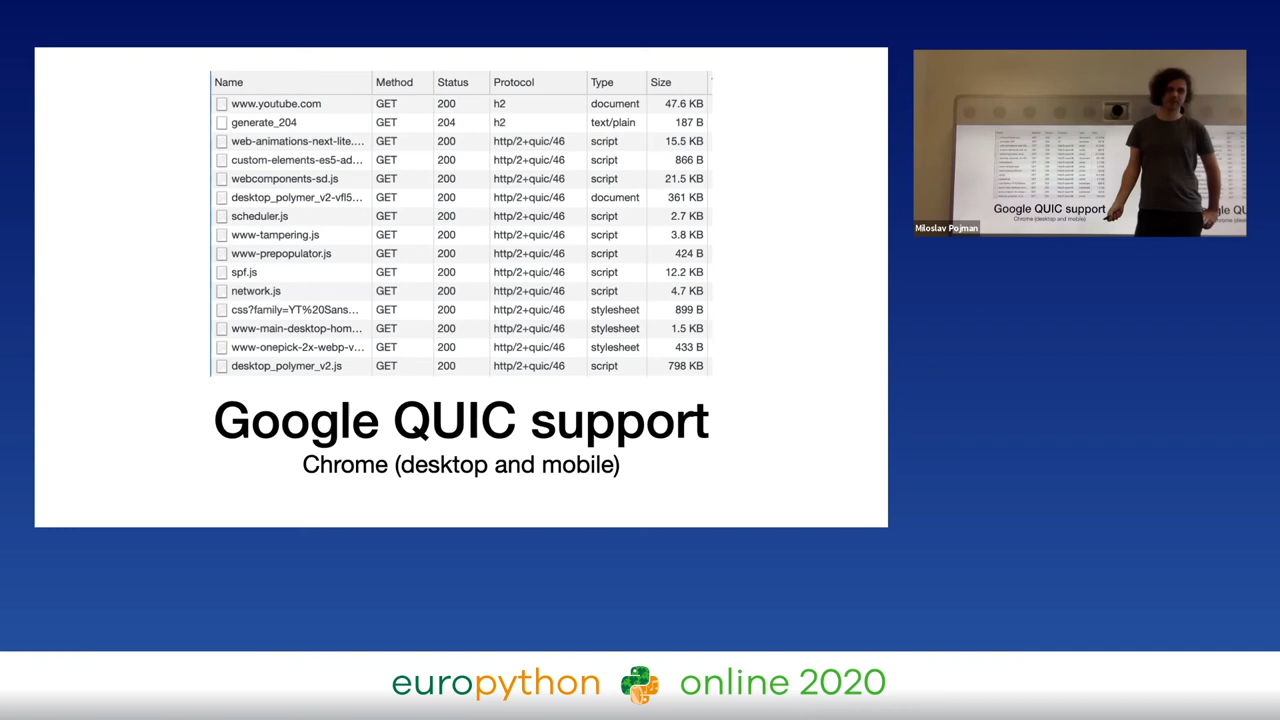 Name Method Status Protocol Type Size
www.youtube.com GET 200 h2 document 47.6 KB
generate_204 GET 204 h2 text/plain 187 B
web-animations-next-lite.... GET 200 http/2+quic/46 script 15.5 KB
custom-elements-es5-ad... GET 200 http/2+quic/46 script 866 B
webcomponents-sd.js GET 200 http/2+quic/46 script 21.5 KB
desktop_polymer_v2-vfl5... GET 200 http/2+quic/46 document 361 KB
scheduler.js GET 200 http/2+quic/46 script 2.7 KB
www-tampering.js GET 200 http/2+quic/46 script 3.8 KB
www-prepopulator.js GET 200 http/2+quic/46 script 424 B
spf.js GET 200 http/2+quic/46 script 12.2 KB
network.js GET 200 http/2+quic/46 script 4.7 KB
css?family=YT%20Sans... GET 200 http/2+quic/46 stylesheet 899 B
www-main-desktop-hom... GET 200 http/2+quic/46 stylesheet 1.5 KB
www-onepick-2x-webp-v... GET 200 http/2+quic/46 stylesheet 433 B
desktop_polymer_v2.js GET 200 http/2+quic/46 script 798 KB
Google QUIC support
Chrome (desktop and mobile)
Google QUIC support
Chrome (desktop and mobile)
Miloslav Pojman
europython online 2020